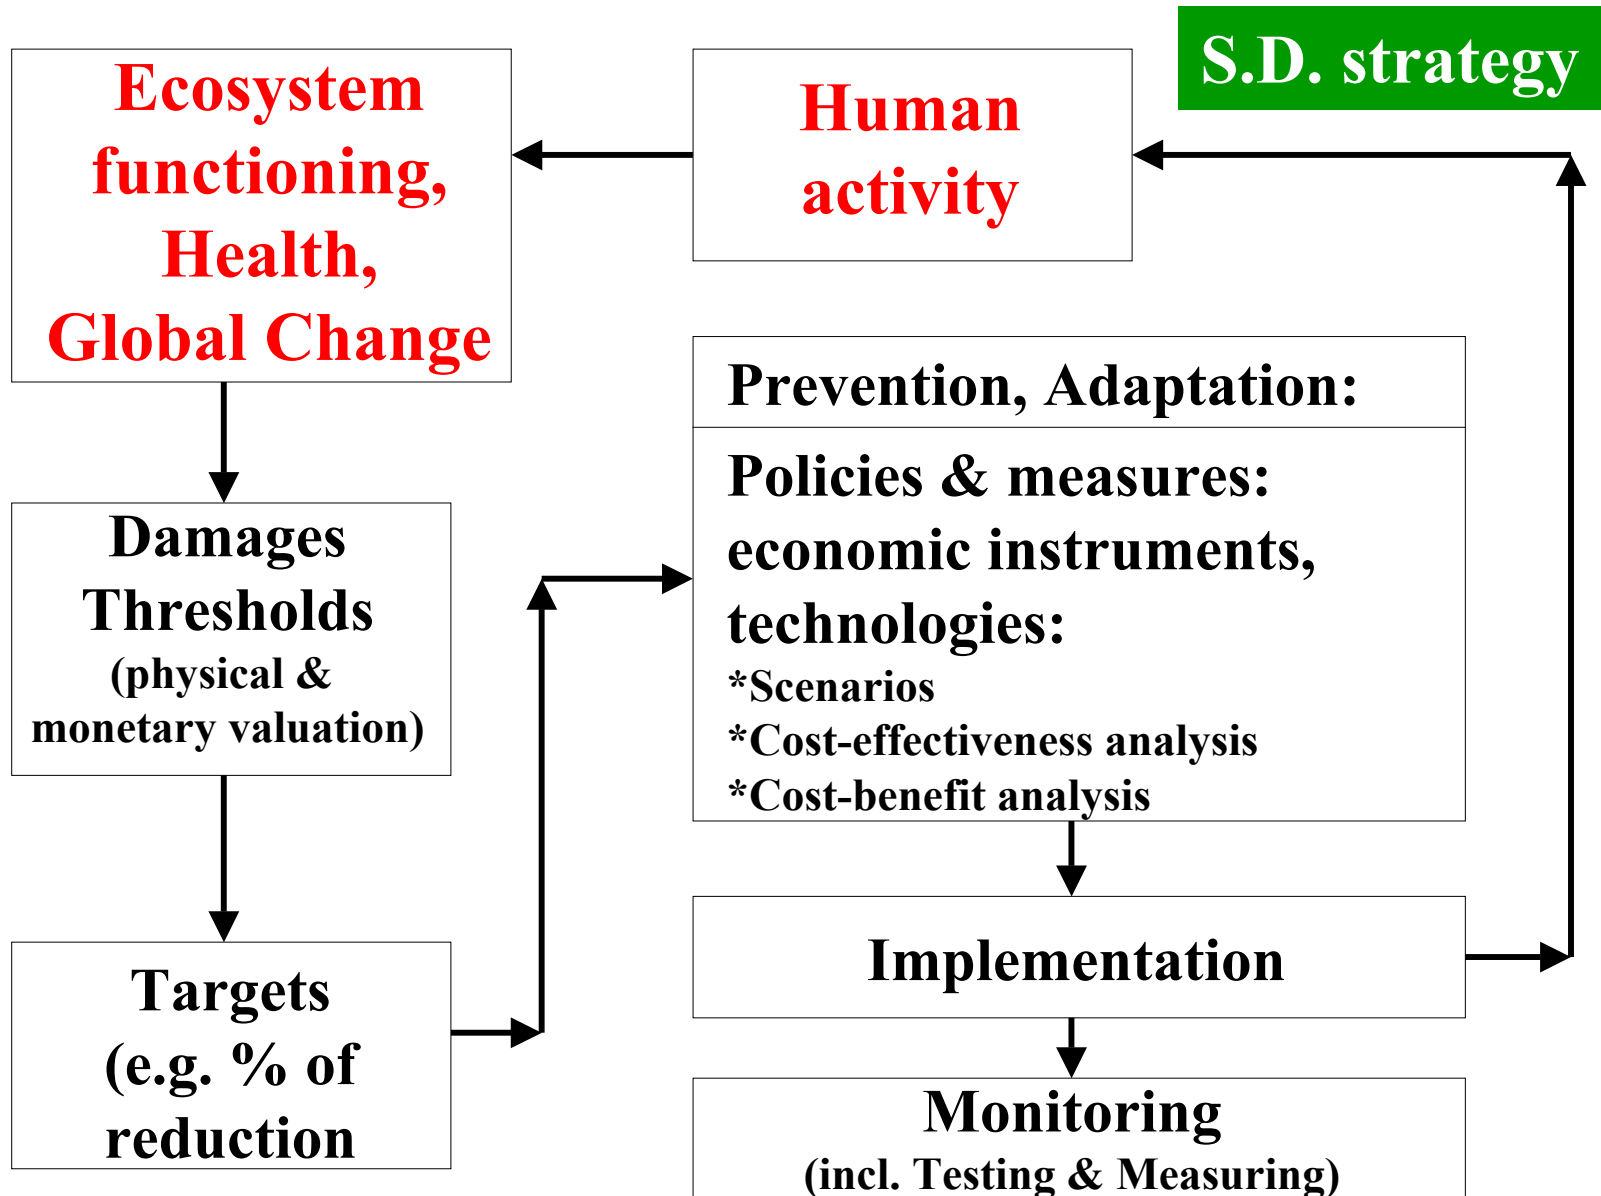 S.D. strategy
Ecosystem
functioning,
Health,
Global Change
Human
activity
Damages
Thresholds
(physical &
monetary valuation)
Targets
(e.g. % of
reduction
Prevention, Adaptation:
Policies & measures:
economic instruments,
technologies:
*Scenarios
*Cost-effectiveness analysis
*Cost-benefit analysis
Implementation
Monitoring
(incl. Testing & Measuring)